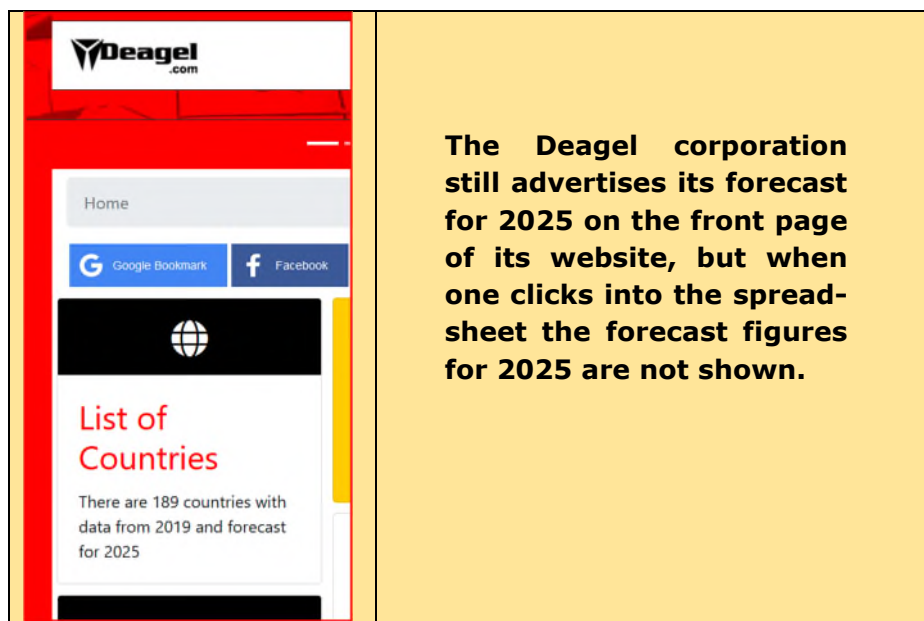 Deagel
.com
Home
Google Bookmark
Facebook
List of
Countries
There are 189 countries with
data from 2019 and forecast
for 2025
The Deagel corporation
still advertises its forecast
for 2025 on the front page
of its website, but when
one clicks into the spread-
sheet the forecast figures
for 2025 are not shown.